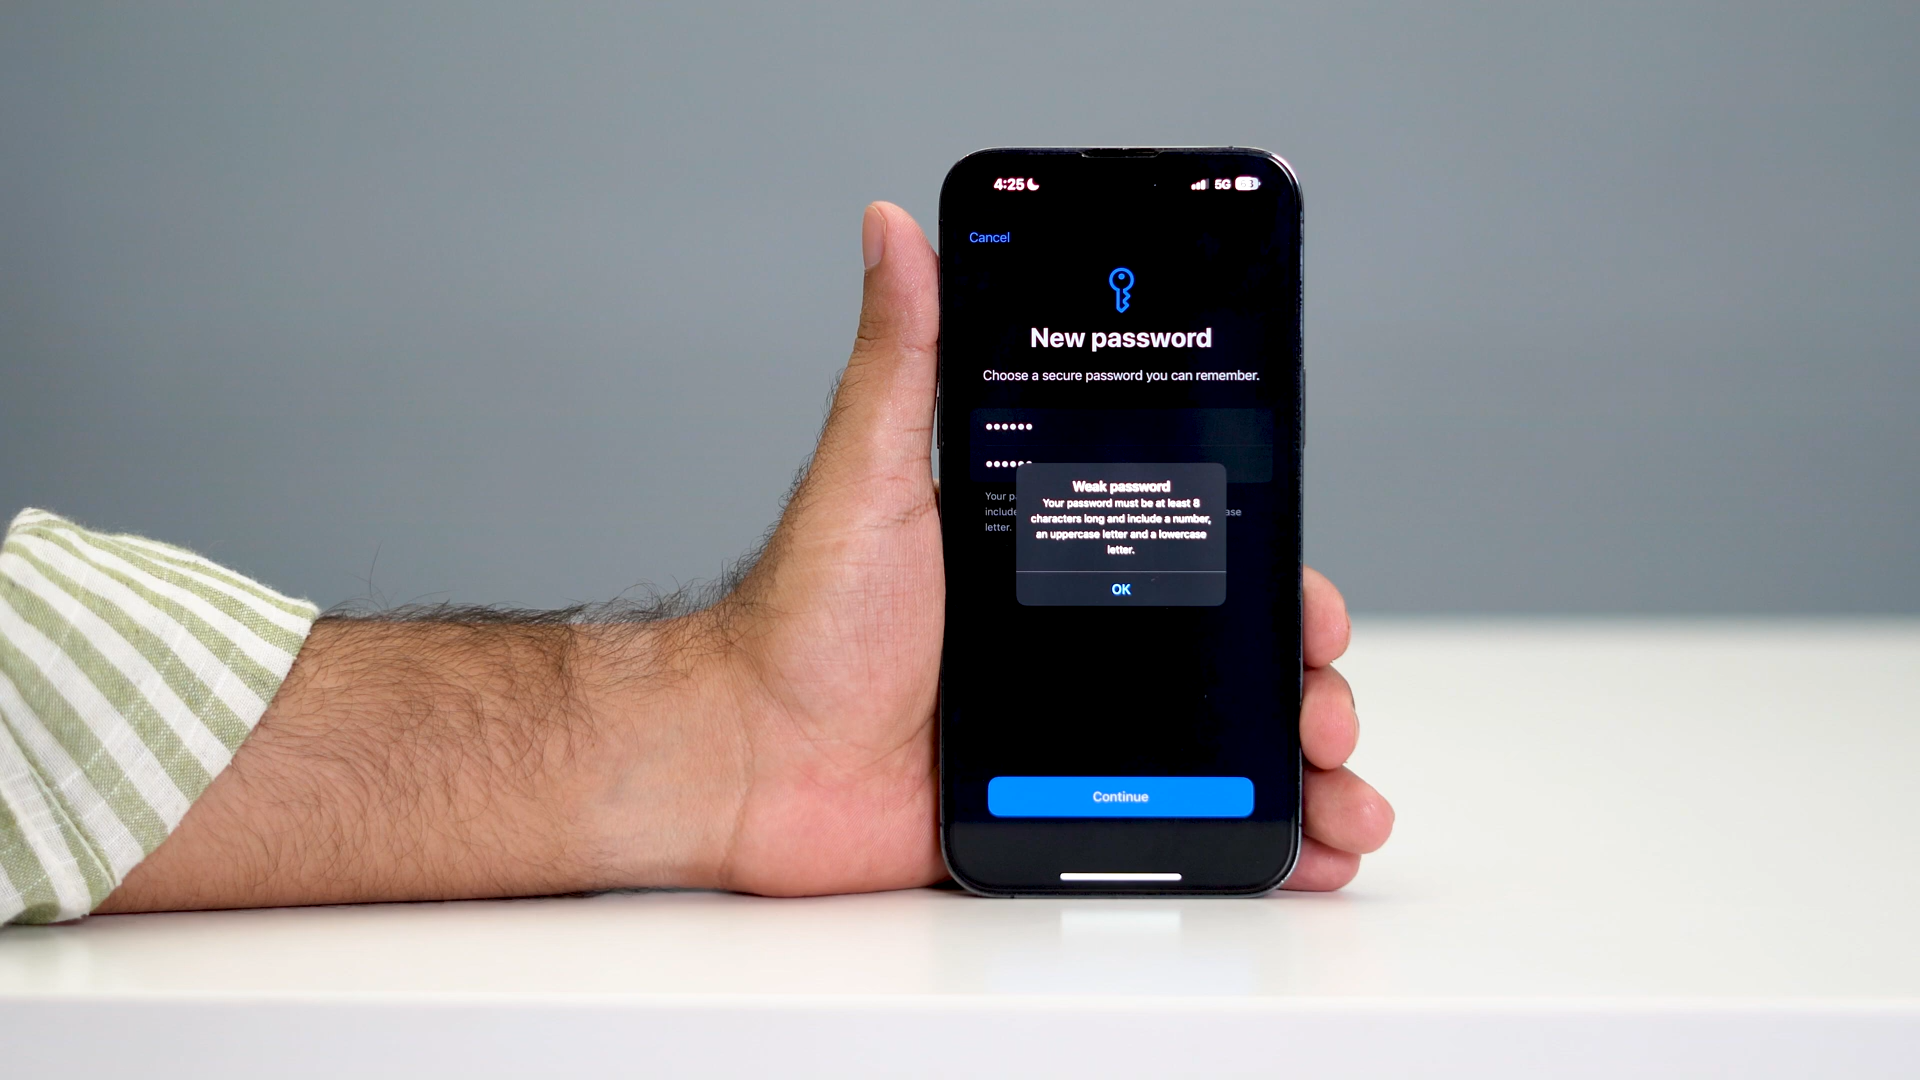 4:25
5G
Cancel
New password
Choose a secure password you can remember.
Your
include
ase
letter.
Weak password
Your password must be at least 8
characters long and include a number,
an uppercase letter and a lowercase
letter.
OK
Continue